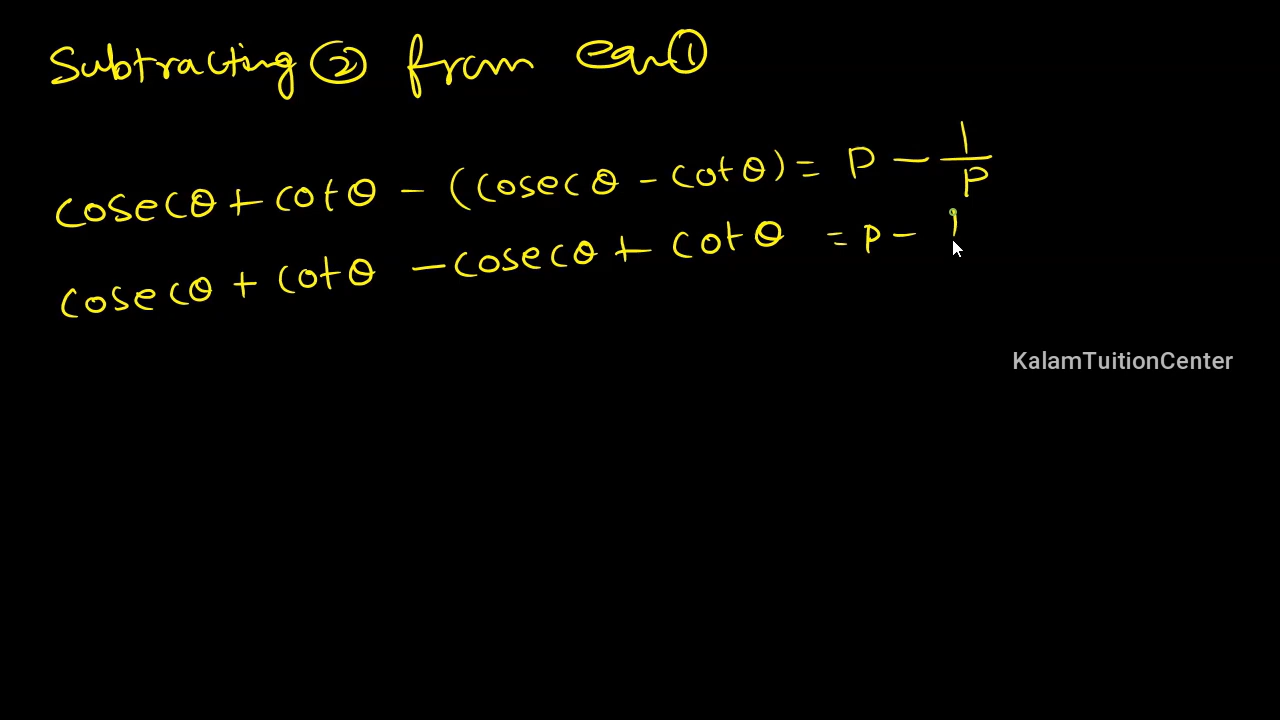 Subtracting ② from eqn ①
cosecθ + cotθ - (cosecθ - cotθ) = P - 1/P
cosecθ + cotθ - cosecθ + cotθ = p - 1
KalamTuitionCenter